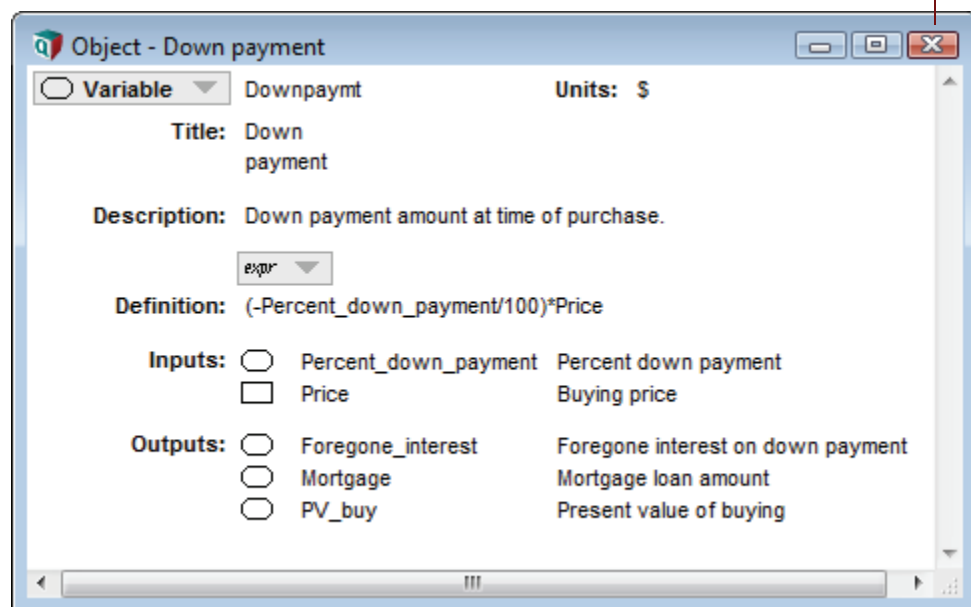 Object - Down payment
Variable Downpaymt Units: $
Title: Down
payment
Description: Down payment amount at time of purchase.
expr
Definition: (-Percent_down_payment/100)*Price
Inputs: Percent_down_payment Percent down payment
Price Buying price
Outputs: Foregone_interest Foregone interest on down payment
Mortgage Mortgage loan amount
PV_buy Present value of buying